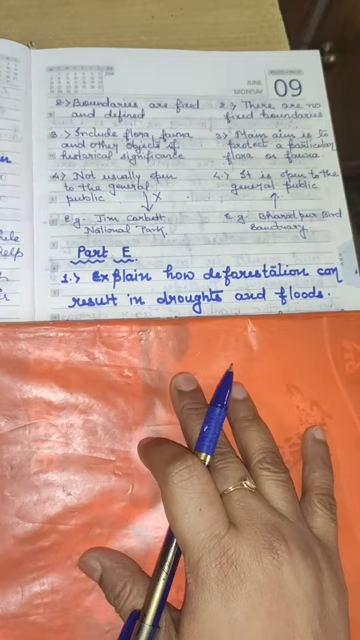 JUNE
MONDAY 09
2.> Boundaries are fixed
and defined
3.> Include flora, fauna
and other objects of
historical significance
4.> Not usually open
to the general
public
E.g. Jim Corbett
National Park.
2.> There are no
fixed boundaries
3.> Main aim is to
protect a particular
flora or fauna.
4.> It is open to the
general public
E.g. Bharatpur Bird
Sanctuary
Part E
1.> Explain how deforestation can
result in droughts and floods.